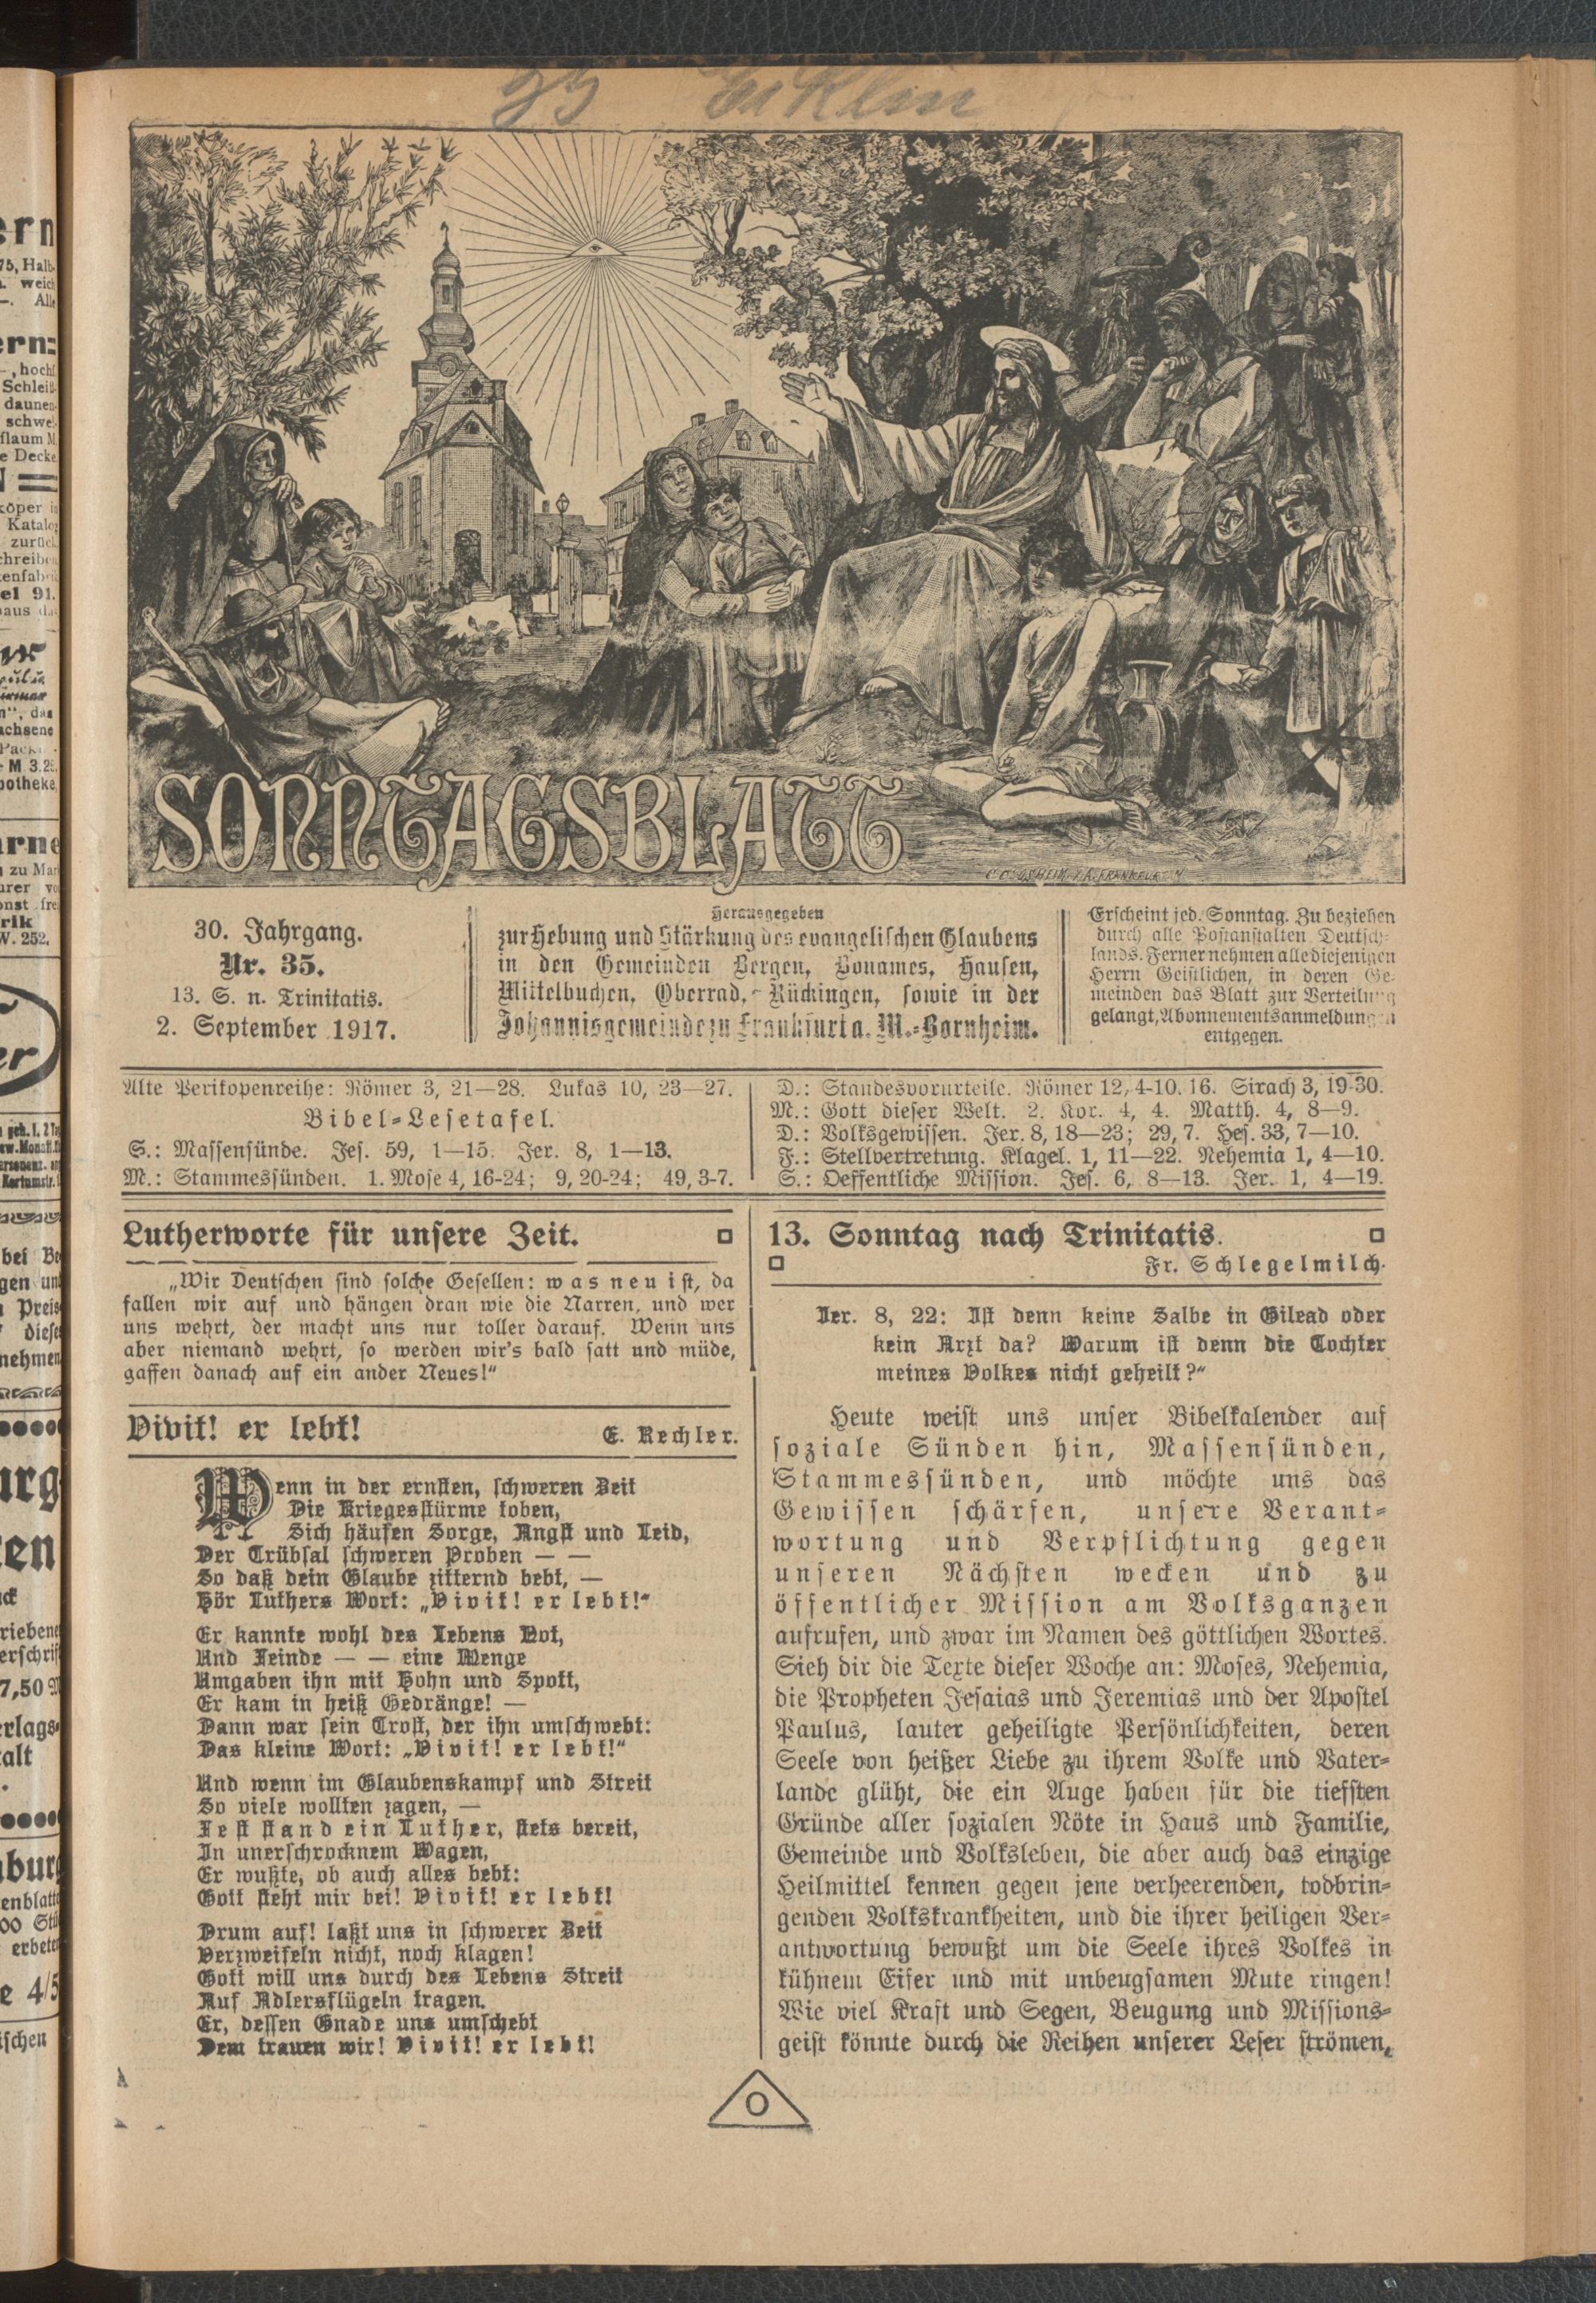 SONNTAGSBLATT
30. Jahrgang.
Nr. 35.
13. S. n. Trinitatis.
2. September 1917.
Herausgegeben
zur Hebung und Stärkung des evangelischen Glaubens
in den Gemeinden Bergen, Bonames, Hausen,
Mittelbuchen, Oberrad, Rückingen, sowie in der
Johannisgemeinde zu Frankfurt a. M.-Bornheim.
Erscheint jed. Sonntag. Zu beziehen
durch alle Postanstalten Deutsch-
lands. Ferner nehmen alle diejenigen
Herrn Geistlichen, in deren Ge-
meinden das Blatt zur Verteilung
gelangt, Abonnementsanmeldungen
entgegen.
Alte Perikopenreihe: Römer 3, 21—28. Lukas 10, 23—27.
Bibel-Lesetafel.
S.: Massensünde. Jes. 59, 1—15. Jer. 8, 1—13.
M.: Stammessünden. 1. Mose 4, 16-24; 9, 20-24; 49, 3-7.
D.: Standesvorurteile. Römer 12, 4-10. 16. Sirach 3, 19-30.
M.: Gott dieser Welt. 2. Kor. 4, 4. Matth. 4, 8—9.
D.: Volksgewissen. Jer. 8, 18—23; 29, 7. Hes. 33, 7—10.
F.: Stellvertretung. Klagel. 1, 11—22. Nehemia 1, 4—10.
S.: Oeffentliche Mission. Jes. 6, 8—13. Jer. 1, 4—19.
Lutherworte für unsere Zeit.
„Wir Deutschen sind solche Gesellen: was neu ist, da
fallen wir auf und hängen dran wie die Narren, und wer
uns wehrt, der macht uns nur toller darauf. Wenn uns
aber niemand wehrt, so werden wir's bald satt und müde,
gaffen danach auf ein ander Neues!“
Vivit! er lebt!
E. Rechler.
Wenn in der ernsten, schweren Zeit
Die Kriegesstürme toben,
Sich häufen Sorge, Angst und Leid,
Der Trübsal schweren Proben — —
So daß dein Glaube zitternd bebt, —
Hör Luthers Wort: „Vivit! er lebt!“
Er kannte wohl des Lebens Not,
Und Feinde — — eine Menge
Umgaben ihn mit Hohn und Spott,
Er kam in heiß Gedränge! —
Dann war sein Trost, der ihn umschwebt:
Das kleine Wort: „Vivit! er lebt!“
Und wenn im Glaubenskampf und Streit
So viele wollten zagen, —
Fest stand ein Luther, stets bereit,
In unerschrocknem Wagen,
Er wußte, ob auch alles bebt:
Gott steht mir bei! Vivit! er lebt!
Drum auf! laßt uns in schwerer Zeit
Verzweifeln nicht, noch klagen!
Gott will uns durch des Lebens Streit
Auf Adlersflügeln tragen.
Er, dessen Gnade uns umschebt
Dem trauen wir! Vivit! er lebt!
13. Sonntag nach Trinitatis.
Fr. Schlegelmilch.
Jer. 8, 22: Ist denn keine Salbe in Gilead oder
kein Arzt da? Warum ist denn die Tochter
meines Volkes nicht geheilt?“
Heute weist uns unser Bibelkalender auf
soziale Sünden hin, Massensünden,
Stammessünden, und möchte uns das
Gewissen schärfen, unsere Verant-
wortung und Verpflichtung gegen
unseren Nächsten wecken und zu
öffentlicher Mission am Volksganzen
aufrufen, und zwar im Namen des göttlichen Wortes.
Sieh dir die Texte dieser Woche an: Moses, Nehemia,
die Propheten Jesaias und Jeremias und der Apostel
Paulus, lauter geheiligte Persönlichkeiten, deren
Seele von heißer Liebe zu ihrem Volke und Vater-
lande glüht, die ein Auge haben für die tiefsten
Gründe aller sozialen Nöte in Haus und Familie,
Gemeinde und Volksleben, die aber auch das einzige
Heilmittel kennen gegen jene verheerenden, todbrin-
genden Volkskrankheiten, und die ihrer heiligen Ver-
antwortung bewußt um die Seele ihres Volkes in
kühnem Eifer und mit unbeugsamen Mute ringen!
Wie viel Kraft und Segen, Beugung und Missions-
geist könnte durch die Reihen unserer Leser strömen,